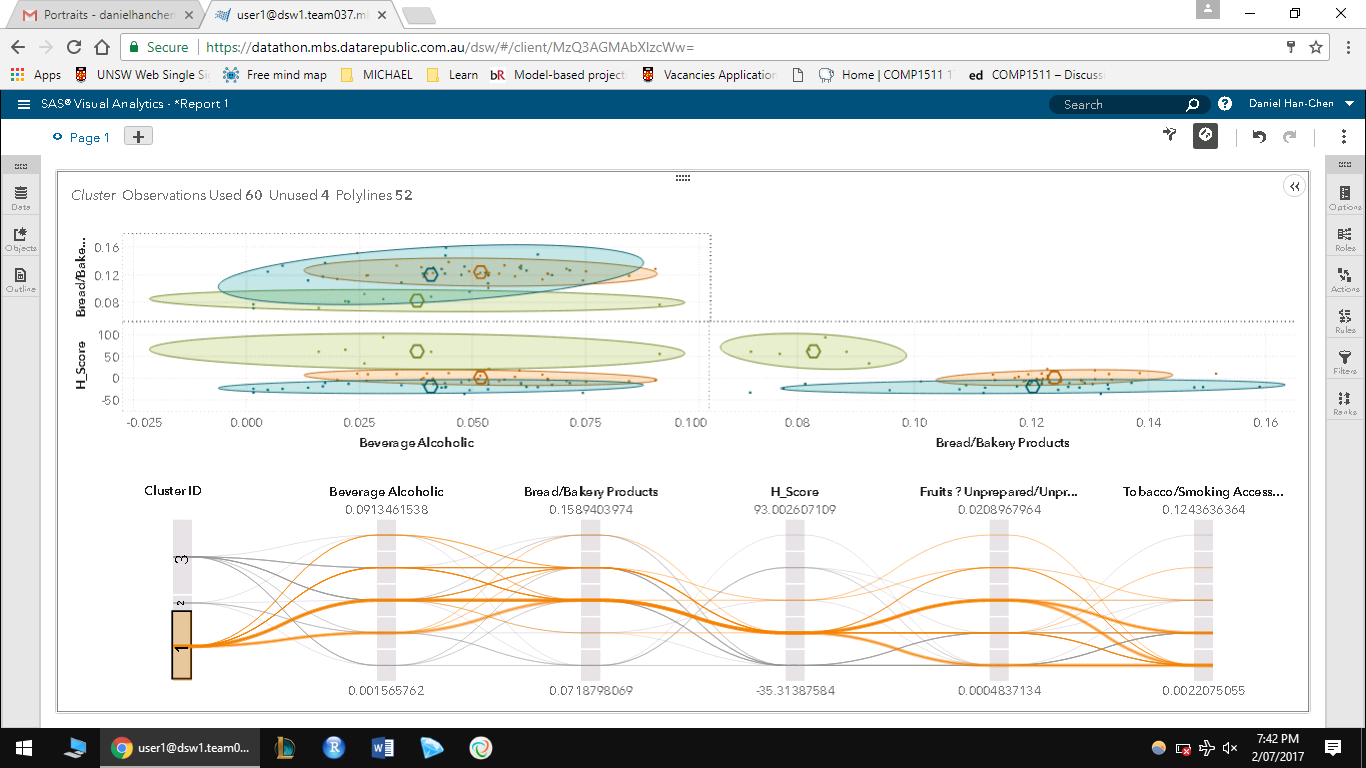 Portraits - danielhanchen
user1@dsw1.team037.m
Secure https://datathon.mbs.datarepublic.com.au/dsw/#/client/MzQ3AGMAbXIzcWw=
Apps UNSW Web Single Si Free mind map MICHAEL Learn bR Model-based project Vacancies Application Home | COMP1511 1 ed COMP1511 – Discuss
SAS® Visual Analytics - *Report 1 Search Daniel Han-Chen
Page 1
Data
Objects
Outline
Options
Roles
Actions
Rules
Filters
Ranks
Cluster Observations Used 60 Unused 4 Polylines 52
Bread/Bake...
0.16
0.12
0.08
H_Score
100
50
0
-50
-0.025 0.000 0.025 0.050 0.075 0.100 0.08 0.10 0.12 0.14 0.16
Beverage Alcoholic Bread/Bakery Products
Cluster ID Beverage Alcoholic Bread/Bakery Products H_Score Fruits ? Unprepared/Unpr... Tobacco/Smoking Access...
0.0913461538 0.1589403974 93.002607109 0.0208967964 0.1243636364
3
2
1
0.001565762 0.0718798069 -35.31387584 0.0004837134 0.0022075055
user1@dsw1.team0...
7:42 PM
2/07/2017